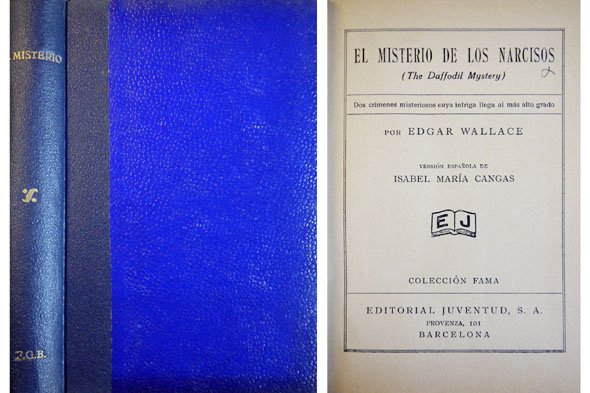 MISTERIO
Z.G.B.
EL MISTERIO DE LOS NARCISOS
(The Daffodil Mystery)
Dos crímenes misteriosos cuya intriga llega al más alto grado
POR EDGAR WALLACE
VERSIÓN ESPAÑOLA DE
ISABEL MARÍA CANGAS
E J
COLECCIÓN FAMA
EDITORIAL JUVENTUD, S. A.
PROVENZA, 101
BARCELONA